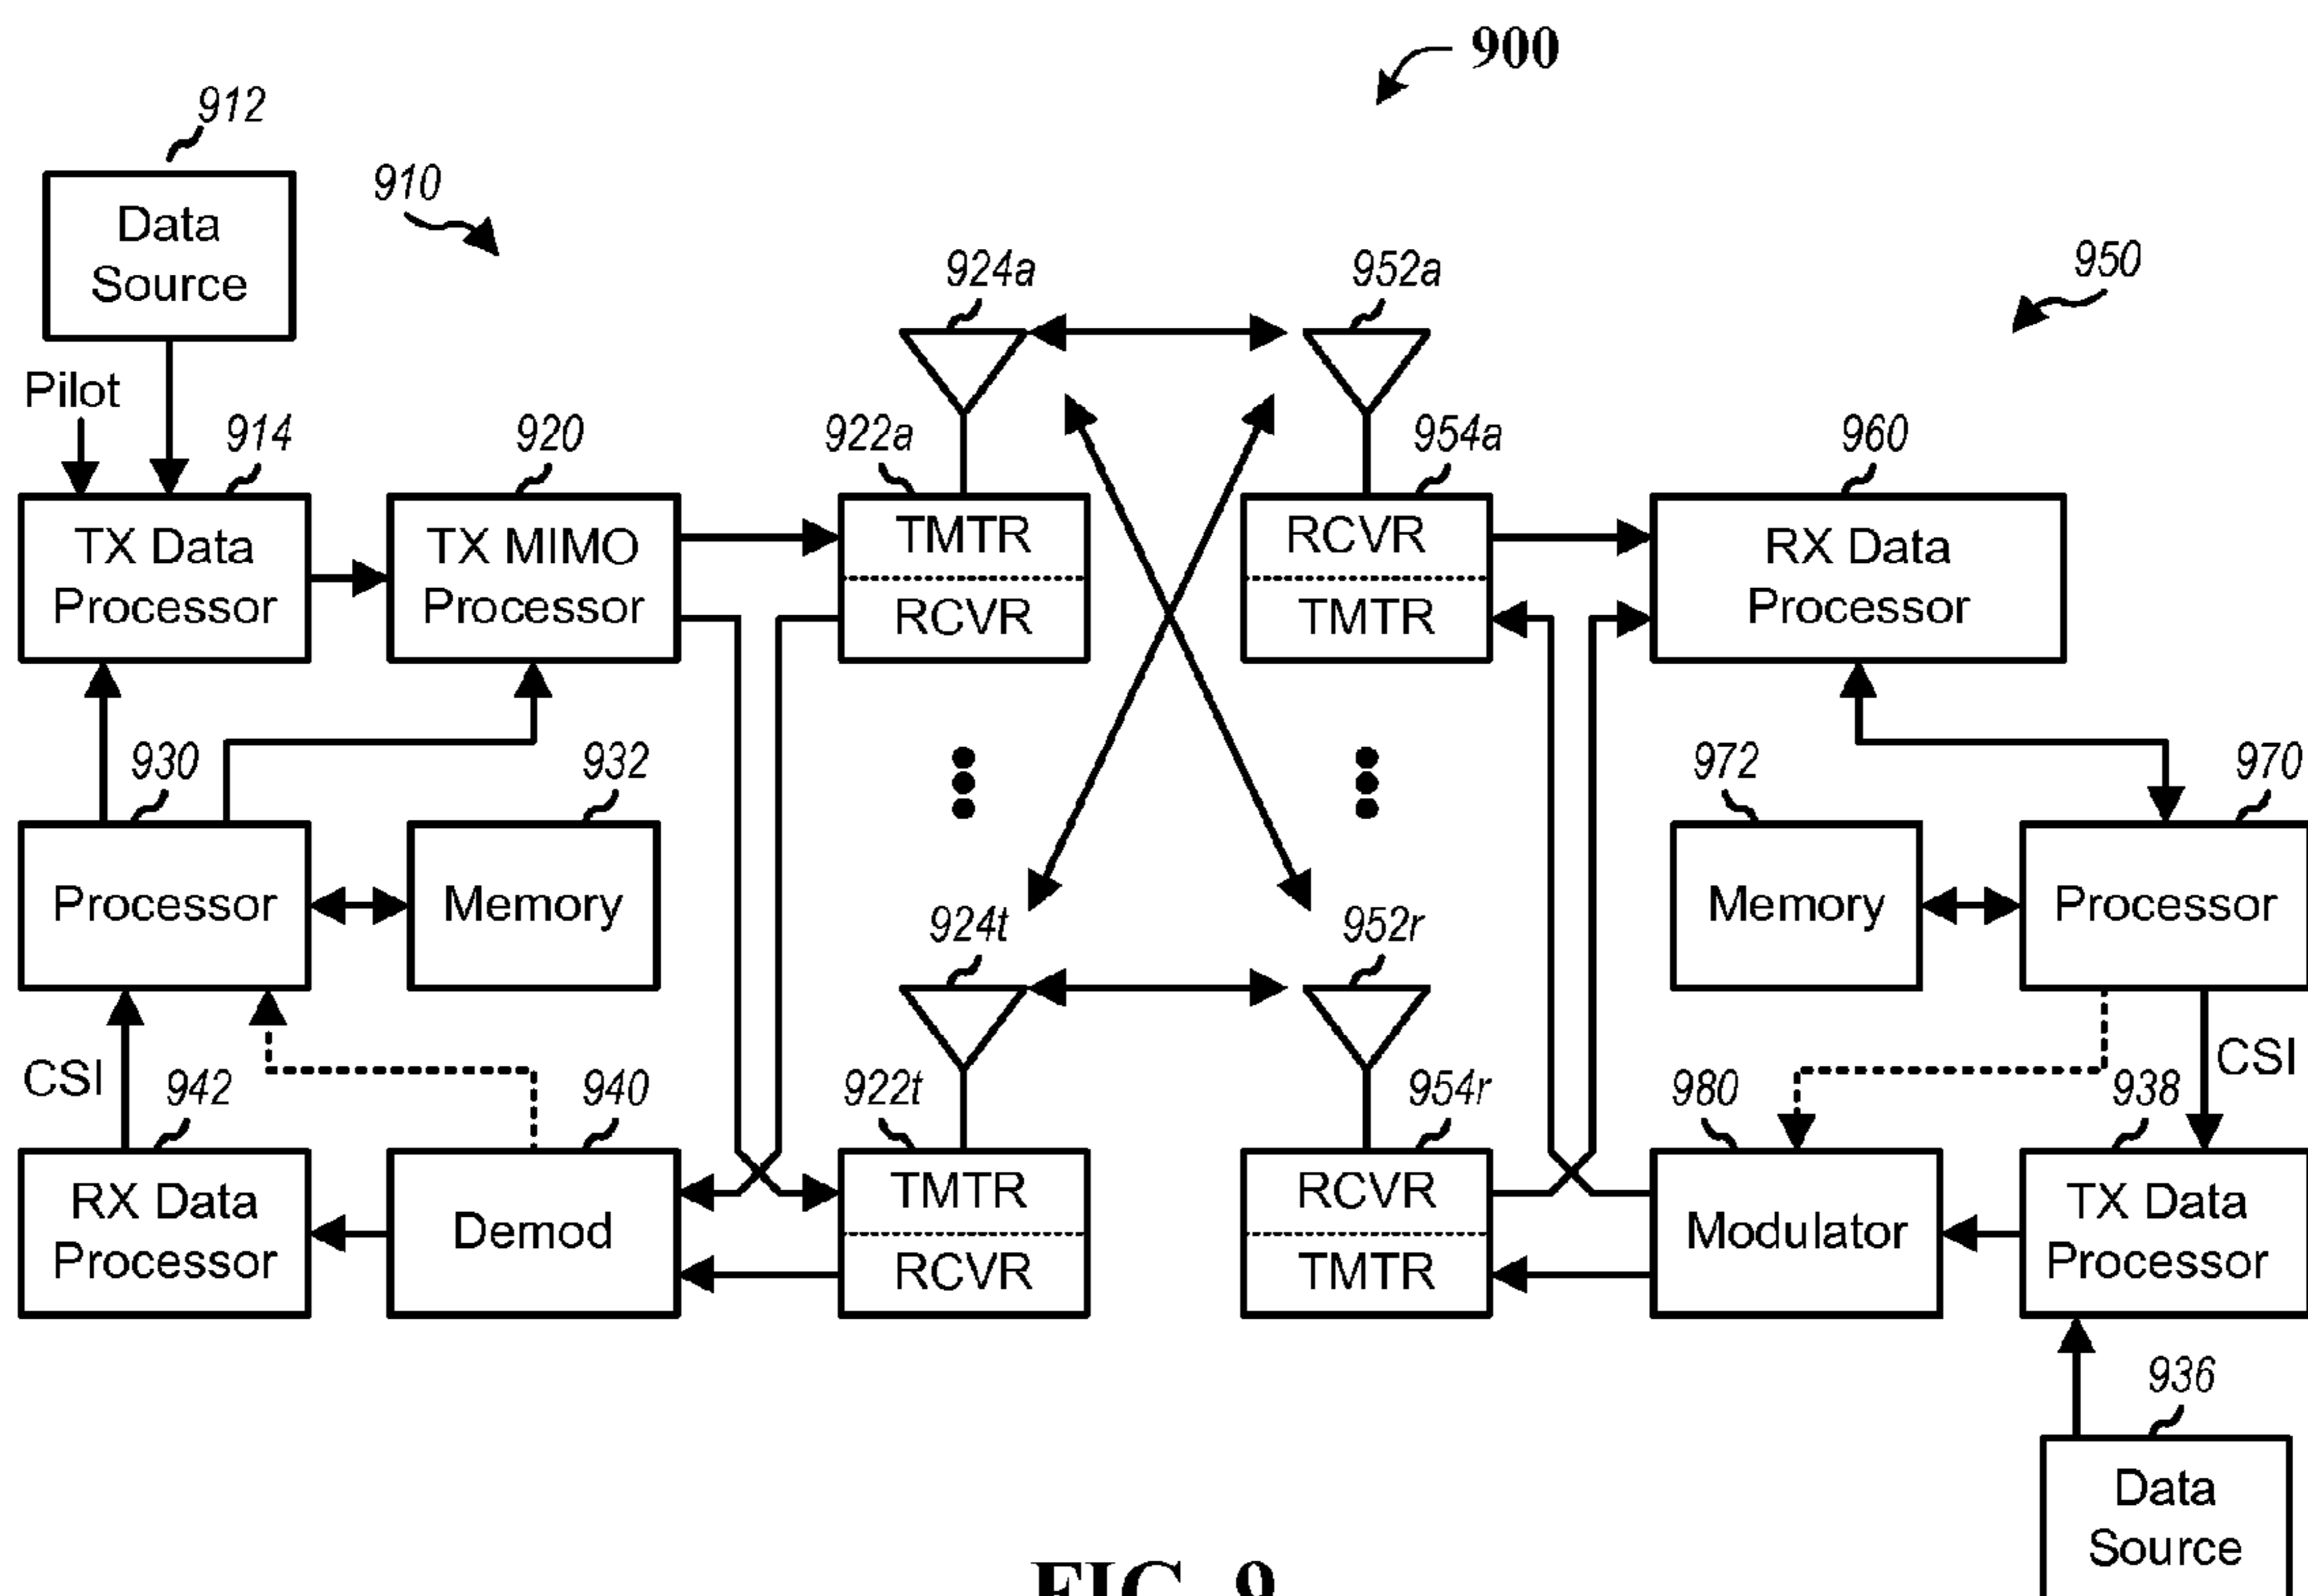 900
912
910
Data
Source
924a
952a
950
Pilot
914
920
922a
954a
960
TX Data
Processor
TX MIMO
Processor
TMTR
RCVR
RCVR
TMTR
RX Data
Processor
930
932
972
970
Processor
Memory
Memory
Processor
924t
952r
CSI
942
940
922t
954r
980
938
CSI
RX Data
Processor
Demod
TMTR
RCVR
RCVR
TMTR
Modulator
TX Data
Processor
936
Data
Source
FIG. 9